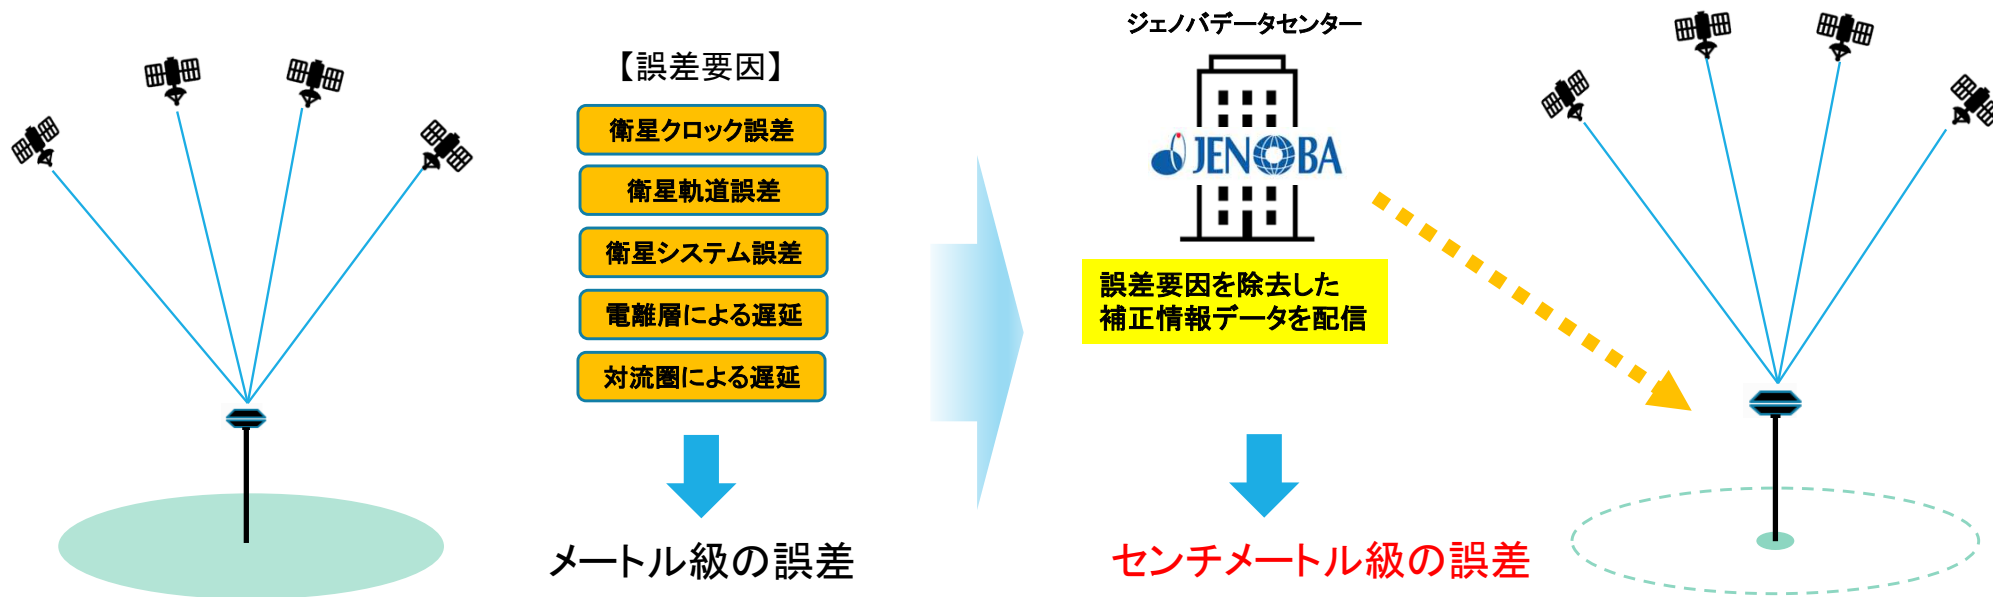 【誤差要因】
衛星クロック誤差
衛星軌道誤差
衛星システム誤差
電離層による遅延
対流圏による遅延
メートル級の誤差
ジェノバデータセンター
JENOBA
誤差要因を除去した
補正情報データを配信
センチメートル級の誤差